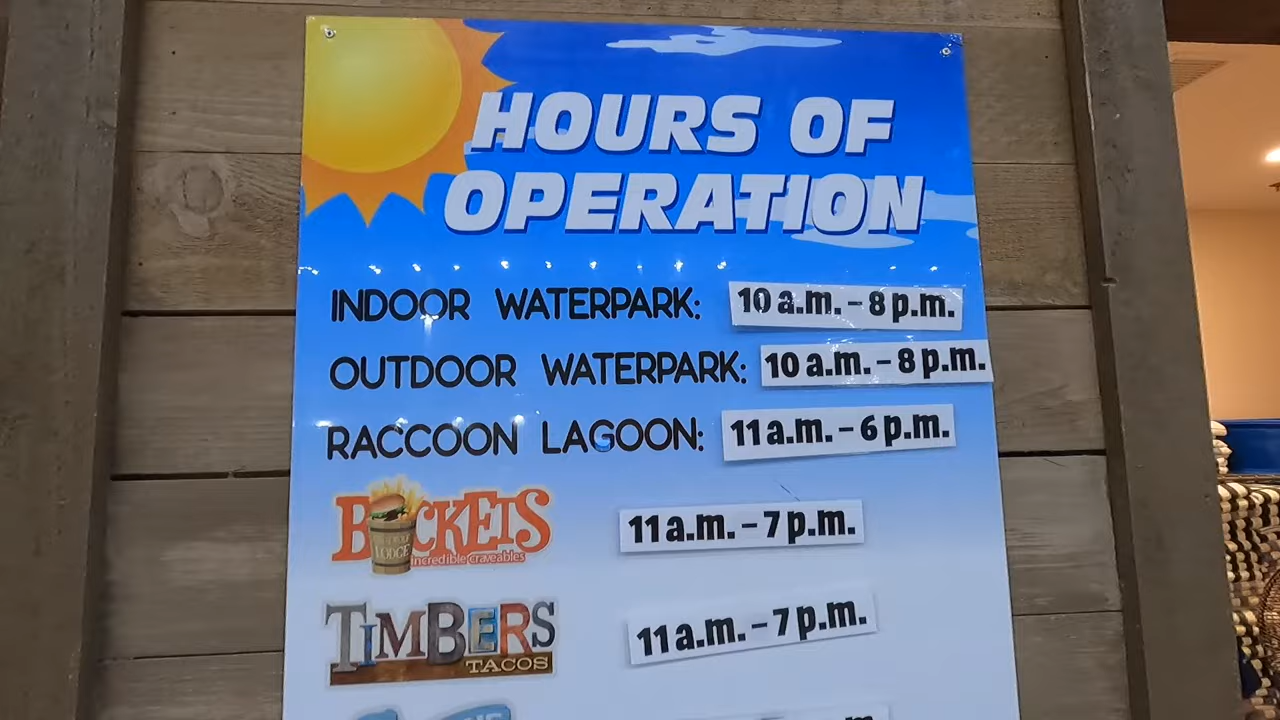 HOURS OF
OPERATION
INDOOR WATERPARK: 10 a.m. – 8 p.m.
OUTDOOR WATERPARK: 10 a.m. – 8 p.m.
RACCOON LAGOON: 11 a.m. – 6 p.m.
BUCKETS 11 a.m. – 7 p.m.
LODGE
incredible craveables
TIMBERS 11 a.m. – 7 p.m.
TACOS